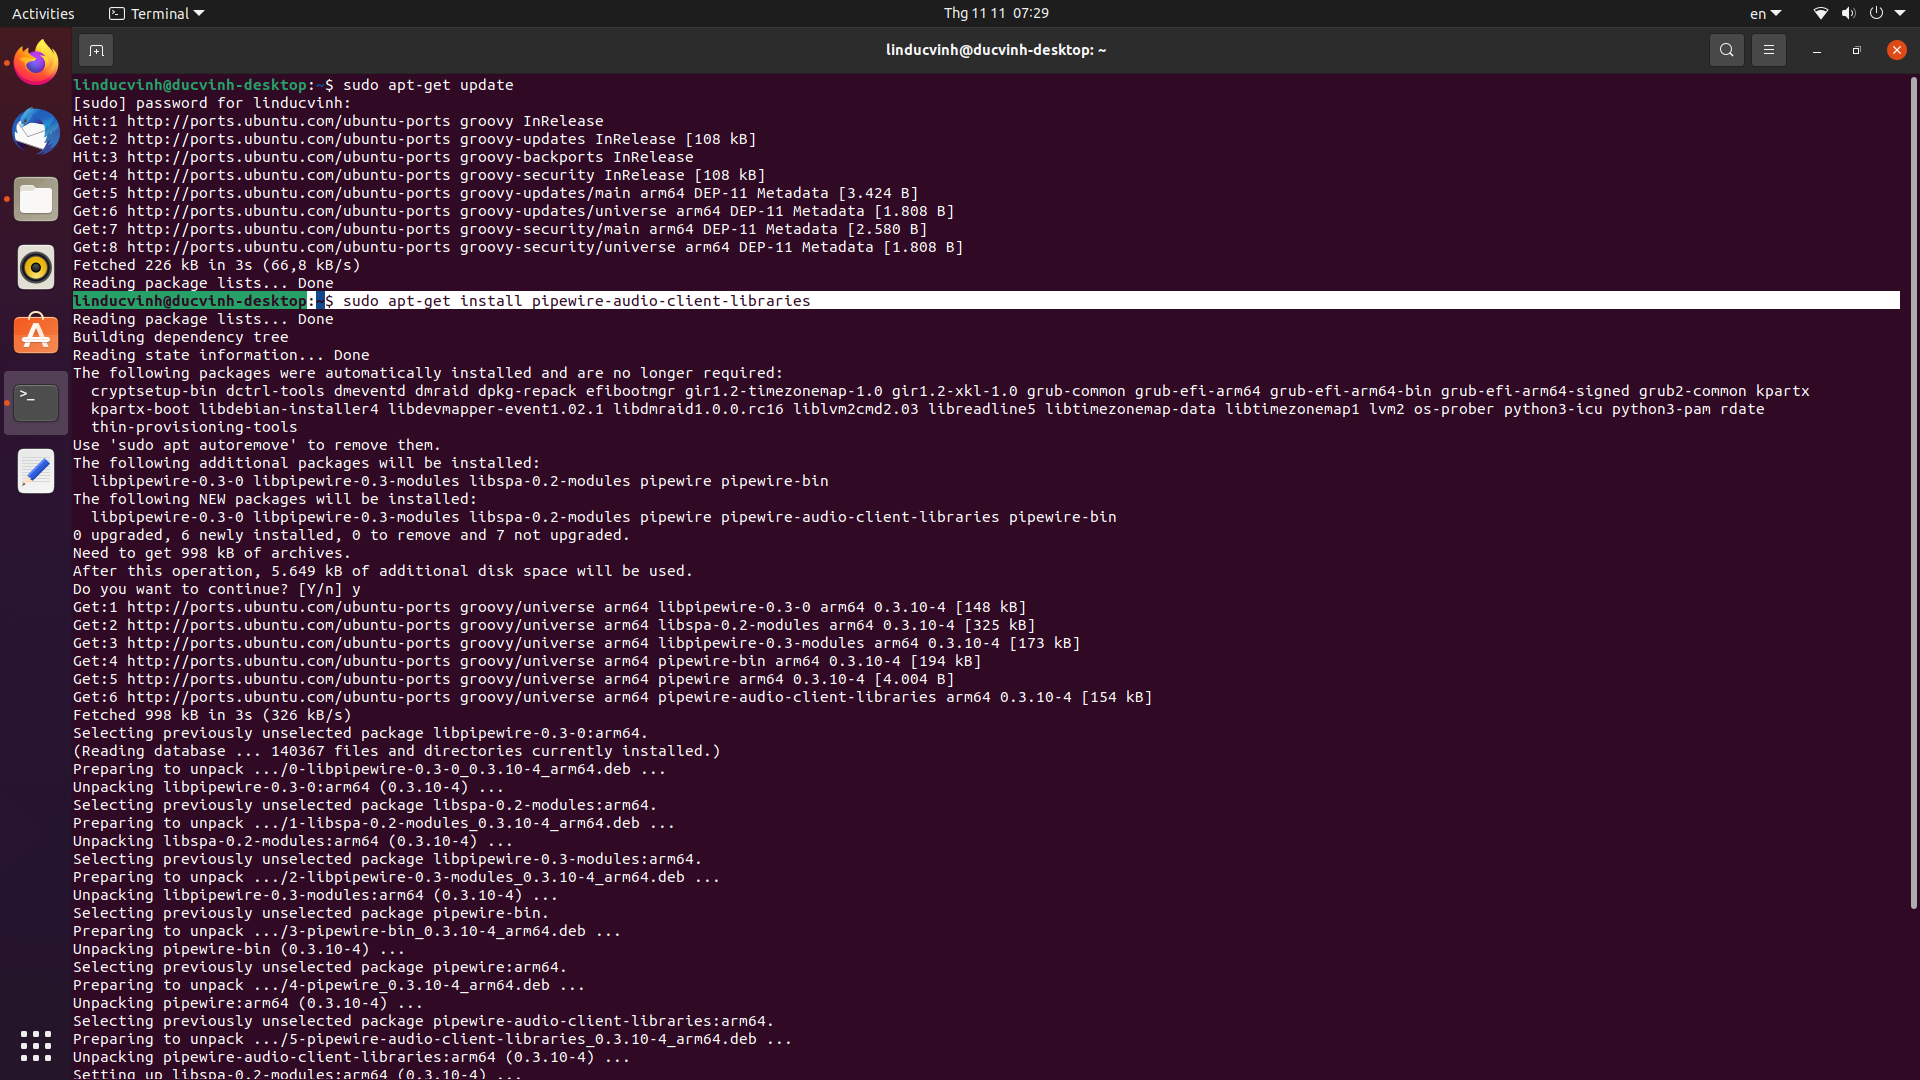 Activities
Terminal
Thg 11 11 07:29
en
linducvinh@ducvinh-desktop: ~
linducvinh@ducvinh-desktop:~$ sudo apt-get update
[sudo] password for linducvinh:
Hit:1 http://ports.ubuntu.com/ubuntu-ports groovy InRelease
Get:2 http://ports.ubuntu.com/ubuntu-ports groovy-updates InRelease [108 kB]
Hit:3 http://ports.ubuntu.com/ubuntu-ports groovy-backports InRelease
Get:4 http://ports.ubuntu.com/ubuntu-ports groovy-security InRelease [108 kB]
Get:5 http://ports.ubuntu.com/ubuntu-ports groovy-updates/main arm64 DEP-11 Metadata [3.424 B]
Get:6 http://ports.ubuntu.com/ubuntu-ports groovy-updates/universe arm64 DEP-11 Metadata [1.808 B]
Get:7 http://ports.ubuntu.com/ubuntu-ports groovy-security/main arm64 DEP-11 Metadata [2.580 B]
Get:8 http://ports.ubuntu.com/ubuntu-ports groovy-security/universe arm64 DEP-11 Metadata [1.808 B]
Fetched 226 kB in 3s (66,8 kB/s)
Reading package lists... Done
linducvinh@ducvinh-desktop:~$ sudo apt-get install pipewire-audio-client-libraries
Reading package lists... Done
Building dependency tree
Reading state information... Done
The following packages were automatically installed and are no longer required:
  cryptsetup-bin dctrl-tools dmeventd dmraid dpkg-repack efibootmgr gir1.2-timezonemap-1.0 gir1.2-xkl-1.0 grub-common grub-efi-arm64 grub-efi-arm64-bin grub-efi-arm64-signed grub2-common kpartx
  kpartx-boot libdebian-installer4 libdevmapper-event1.02.1 libdmraid1.0.0.rc16 liblvm2cmd2.03 libreadline5 libtimezonemap-data libtimezonemap1 lvm2 os-prober python3-icu python3-pam rdate
  thin-provisioning-tools
Use 'sudo apt autoremove' to remove them.
The following additional packages will be installed:
  libpipewire-0.3-0 libpipewire-0.3-modules libspa-0.2-modules pipewire pipewire-bin
The following NEW packages will be installed:
  libpipewire-0.3-0 libpipewire-0.3-modules libspa-0.2-modules pipewire pipewire-audio-client-libraries pipewire-bin
0 upgraded, 6 newly installed, 0 to remove and 7 not upgraded.
Need to get 998 kB of archives.
After this operation, 5.649 kB of additional disk space will be used.
Do you want to continue? [Y/n] y
Get:1 http://ports.ubuntu.com/ubuntu-ports groovy/universe arm64 libpipewire-0.3-0 arm64 0.3.10-4 [148 kB]
Get:2 http://ports.ubuntu.com/ubuntu-ports groovy/universe arm64 libspa-0.2-modules arm64 0.3.10-4 [325 kB]
Get:3 http://ports.ubuntu.com/ubuntu-ports groovy/universe arm64 libpipewire-0.3-modules arm64 0.3.10-4 [173 kB]
Get:4 http://ports.ubuntu.com/ubuntu-ports groovy/universe arm64 pipewire-bin arm64 0.3.10-4 [194 kB]
Get:5 http://ports.ubuntu.com/ubuntu-ports groovy/universe arm64 pipewire arm64 0.3.10-4 [4.004 B]
Get:6 http://ports.ubuntu.com/ubuntu-ports groovy/universe arm64 pipewire-audio-client-libraries arm64 0.3.10-4 [154 kB]
Fetched 998 kB in 3s (326 kB/s)
Selecting previously unselected package libpipewire-0.3-0:arm64.
(Reading database ... 140367 files and directories currently installed.)
Preparing to unpack .../0-libpipewire-0.3-0_0.3.10-4_arm64.deb ...
Unpacking libpipewire-0.3-0:arm64 (0.3.10-4) ...
Selecting previously unselected package libspa-0.2-modules:arm64.
Preparing to unpack .../1-libspa-0.2-modules_0.3.10-4_arm64.deb ...
Unpacking libspa-0.2-modules:arm64 (0.3.10-4) ...
Selecting previously unselected package libpipewire-0.3-modules:arm64.
Preparing to unpack .../2-libpipewire-0.3-modules_0.3.10-4_arm64.deb ...
Unpacking libpipewire-0.3-modules:arm64 (0.3.10-4) ...
Selecting previously unselected package pipewire-bin.
Preparing to unpack .../3-pipewire-bin_0.3.10-4_arm64.deb ...
Unpacking pipewire-bin (0.3.10-4) ...
Selecting previously unselected package pipewire:arm64.
Preparing to unpack .../4-pipewire_0.3.10-4_arm64.deb ...
Unpacking pipewire:arm64 (0.3.10-4) ...
Selecting previously unselected package pipewire-audio-client-libraries:arm64.
Preparing to unpack .../5-pipewire-audio-client-libraries_0.3.10-4_arm64.deb ...
Unpacking pipewire-audio-client-libraries:arm64 (0.3.10-4) ...
Setting up libspa-0.2-modules:arm64 (0.3.10-4) ...